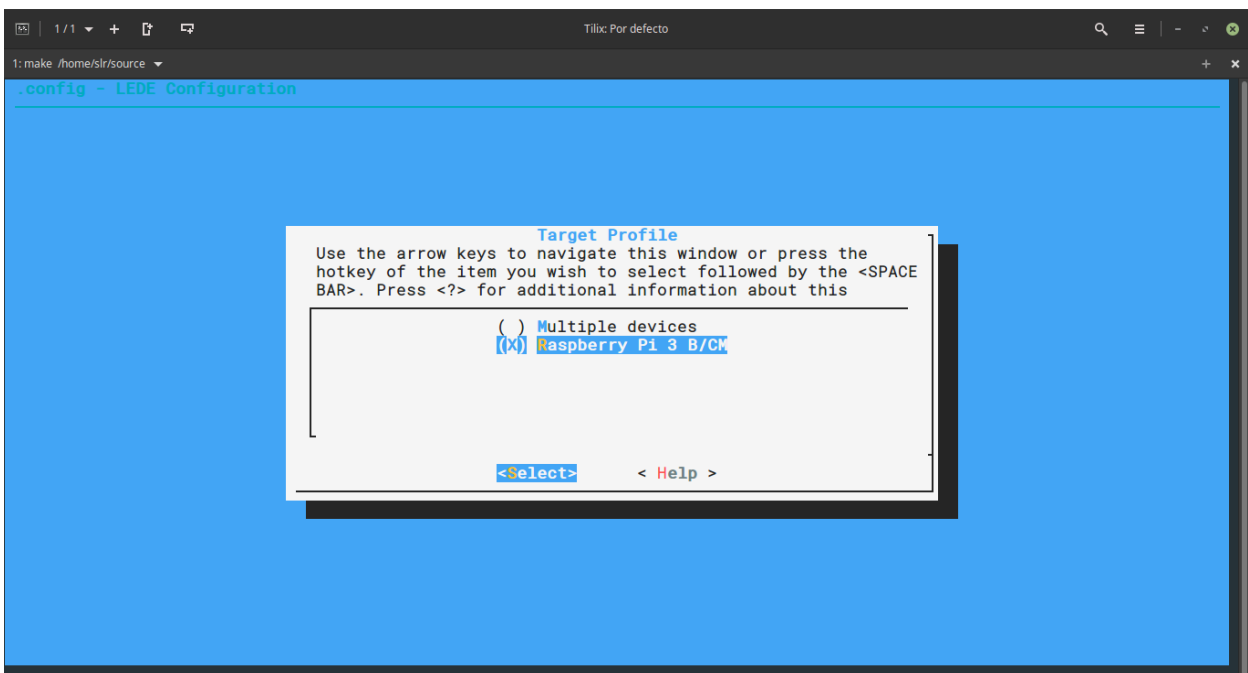 1 / 1
Tilix: Por defecto
1: make /home/slr/source
.config - LEDE Configuration
Target Profile
Use the arrow keys to navigate this window or press the
hotkey of the item you wish to select followed by the <SPACE
BAR>. Press <?> for additional information about this
( ) Multiple devices
(X) Raspberry Pi 3 B/CM
<Select> < Help >